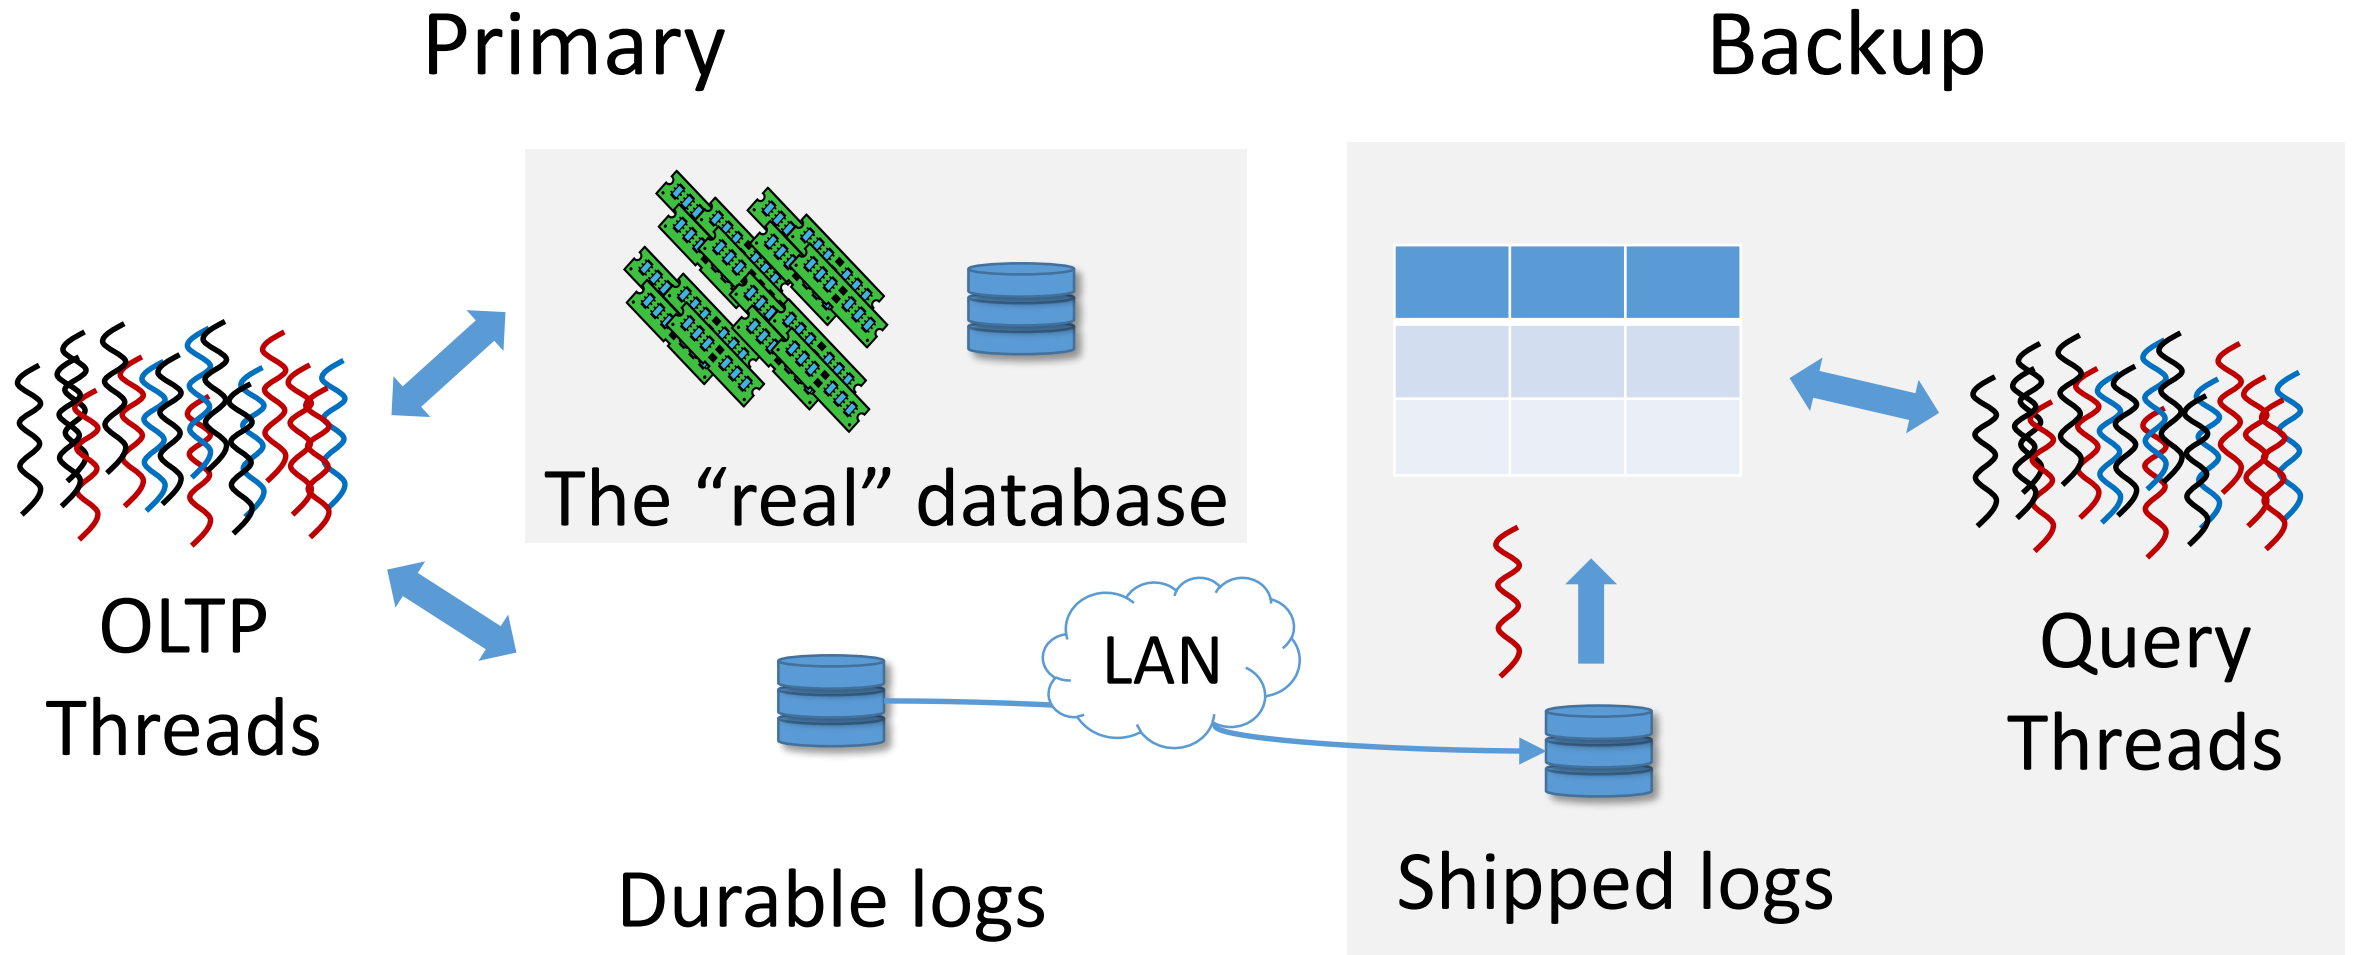 Primary
Backup
The “real” database
OLTP
Threads
LAN
Query
Threads
Durable logs
Shipped logs